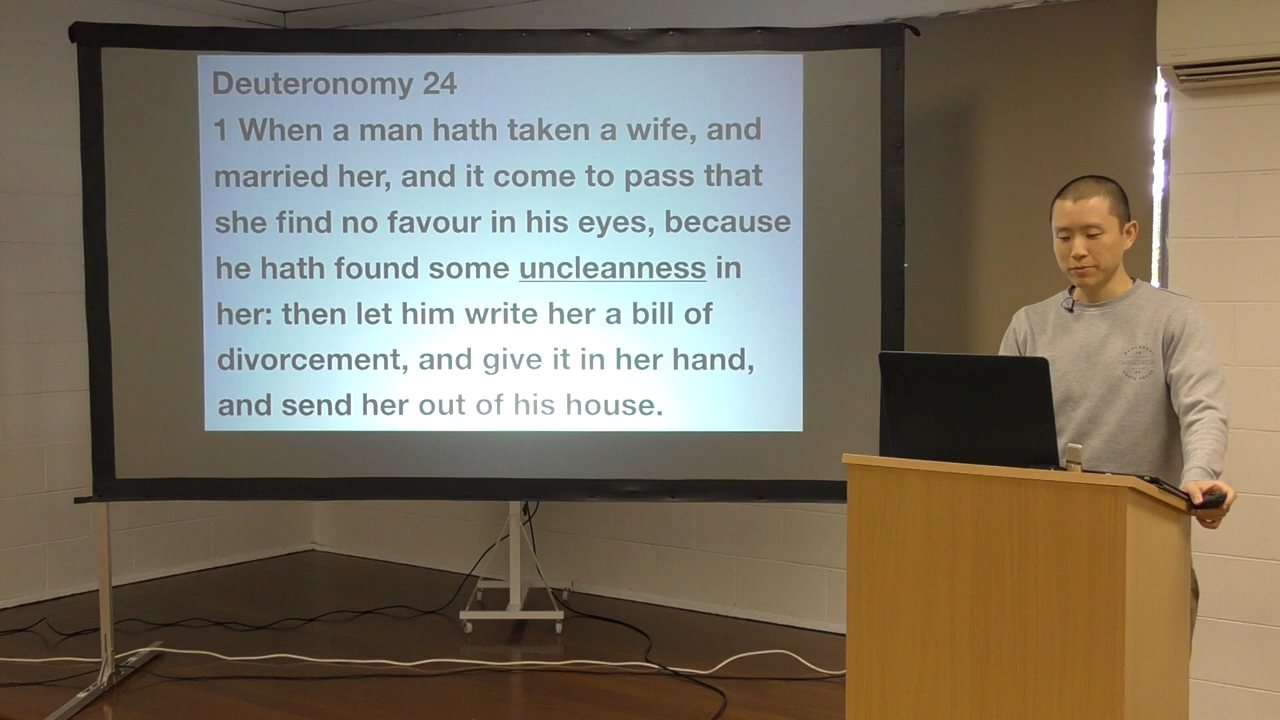 Deuteronomy 24
1 When a man hath taken a wife, and
married her, and it come to pass that
she find no favour in his eyes, because
he hath found some uncleanness in
her: then let him write her a bill of
divorcement, and give it in her hand,
and send her out of his house.